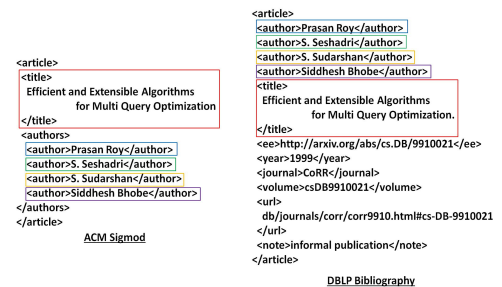 <article>
<title>
Efficient and Extensible Algorithms
for Multi Query Optimization
</title>
<authors>
<author>Prasan Roy</author>
<author>S. Seshadri</author>
<author>S. Sudarshan</author>
<author>Siddhesh Bhobe</author>
</authors>
</article>
ACM Sigmod
<article>
<author>Prasan Roy</author>
<author>S. Seshadri</author>
<author>S. Sudarshan</author>
<author>Siddhesh Bhobe</author>
<title>
Efficient and Extensible Algorithms
for Multi Query Optimization.
</title>
<ee>http://arxiv.org/abs/cs.DB/9910021</ee>
<year>1999</year>
<journal>CoRR</journal>
<volume>csDB9910021</volume>
<url>
db/journals/corr/corr9910.html#cs-DB-9910021
</url>
<note>informal publication</note>
</article>
DBLP Bibliography